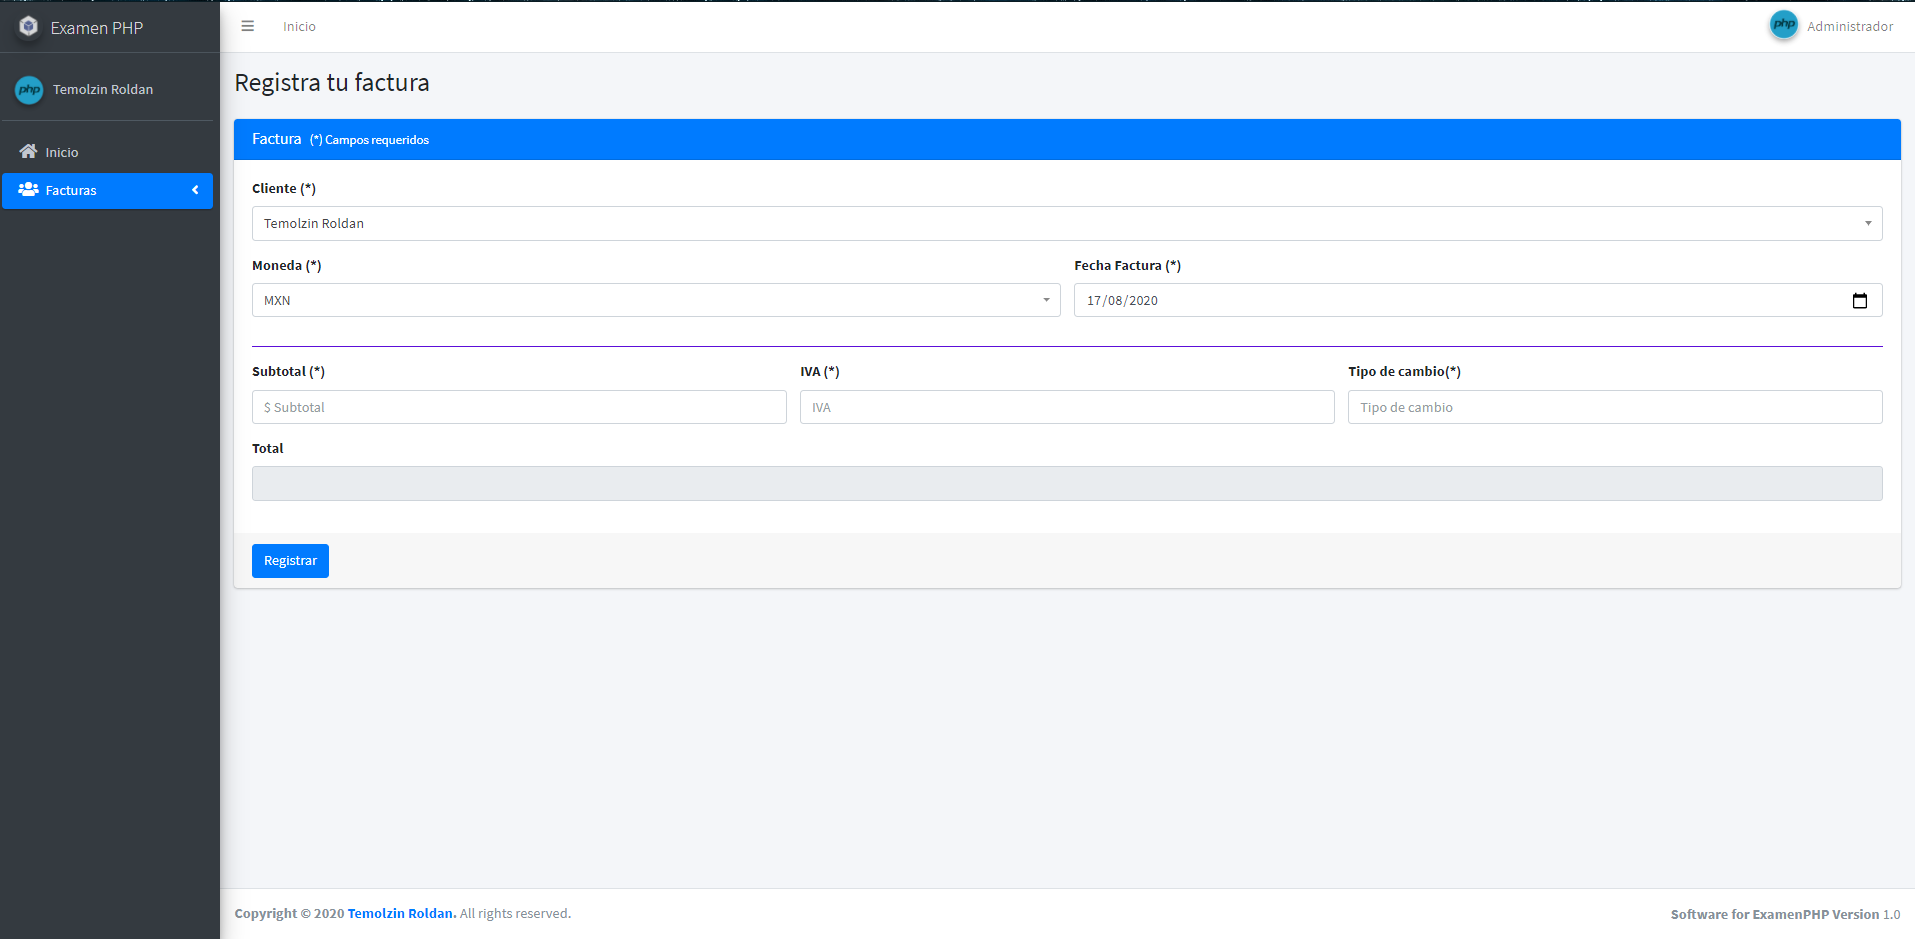 Examen PHP
Inicio
php Administrador
php Temolzin Roldan
Inicio
Facturas
Registra tu factura
Factura (*) Campos requeridos
Cliente (*)
Temolzin Roldan
Moneda (*) Fecha Factura (*)
MXN 17/08/2020
Subtotal (*) IVA (*) Tipo de cambio(*)
$ Subtotal IVA Tipo de cambio
Total
Registrar
Copyright © 2020 Temolzin Roldan. All rights reserved.
Software for ExamenPHP Version 1.0